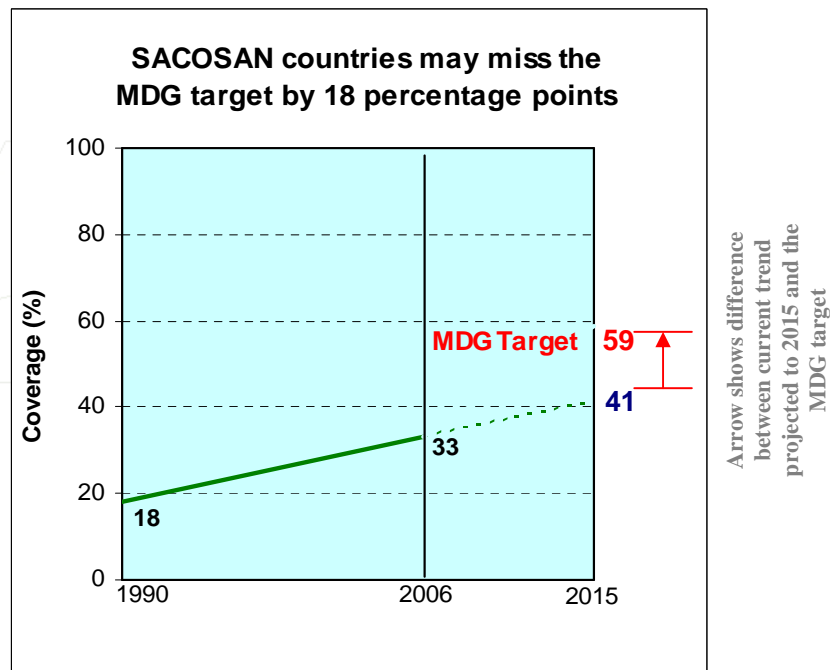 SACOSAN countries may miss the
MDG target by 18 percentage points
Coverage (%)
100
80
60
40
20
0
MDG Target 59
41
33
18
1990
2006
2015
Arrow shows difference
between current trend
projected to 2015 and the
MDG target